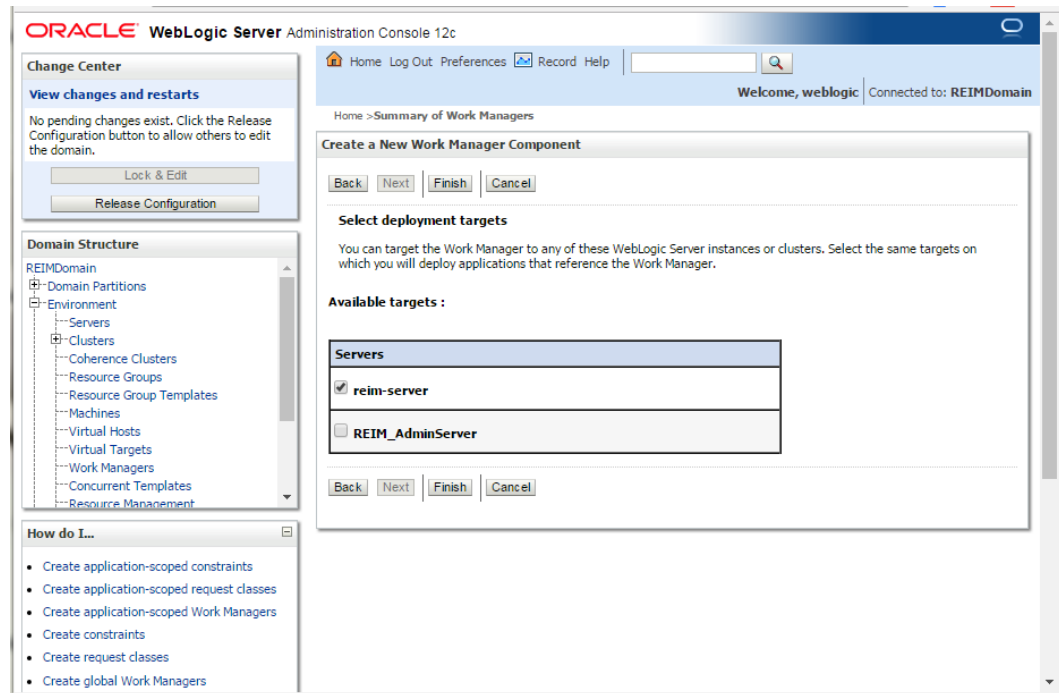 ORACLE WebLogic Server Administration Console 12c
Change Center
View changes and restarts
No pending changes exist. Click the Release
Configuration button to allow others to edit
the domain.
Lock & Edit
Release Configuration
Domain Structure
REIMDomain
Domain Partitions
Environment
Servers
Clusters
Coherence Clusters
Resource Groups
Resource Group Templates
Machines
Virtual Hosts
Virtual Targets
Work Managers
Concurrent Templates
Resource Management
How do I...
Create application-scoped constraints
Create application-scoped request classes
Create application-scoped Work Managers
Create constraints
Create request classes
Create global Work Managers
Home Log Out Preferences Record Help
Welcome, weblogic Connected to: REIMDomain
Home >Summary of Work Managers
Create a New Work Manager Component
Back Next Finish Cancel
Select deployment targets
You can target the Work Manager to any of these WebLogic Server instances or clusters. Select the same targets on
which you will deploy applications that reference the Work Manager.
Available targets :
Servers
reim-server
REIM_AdminServer
Back Next Finish Cancel